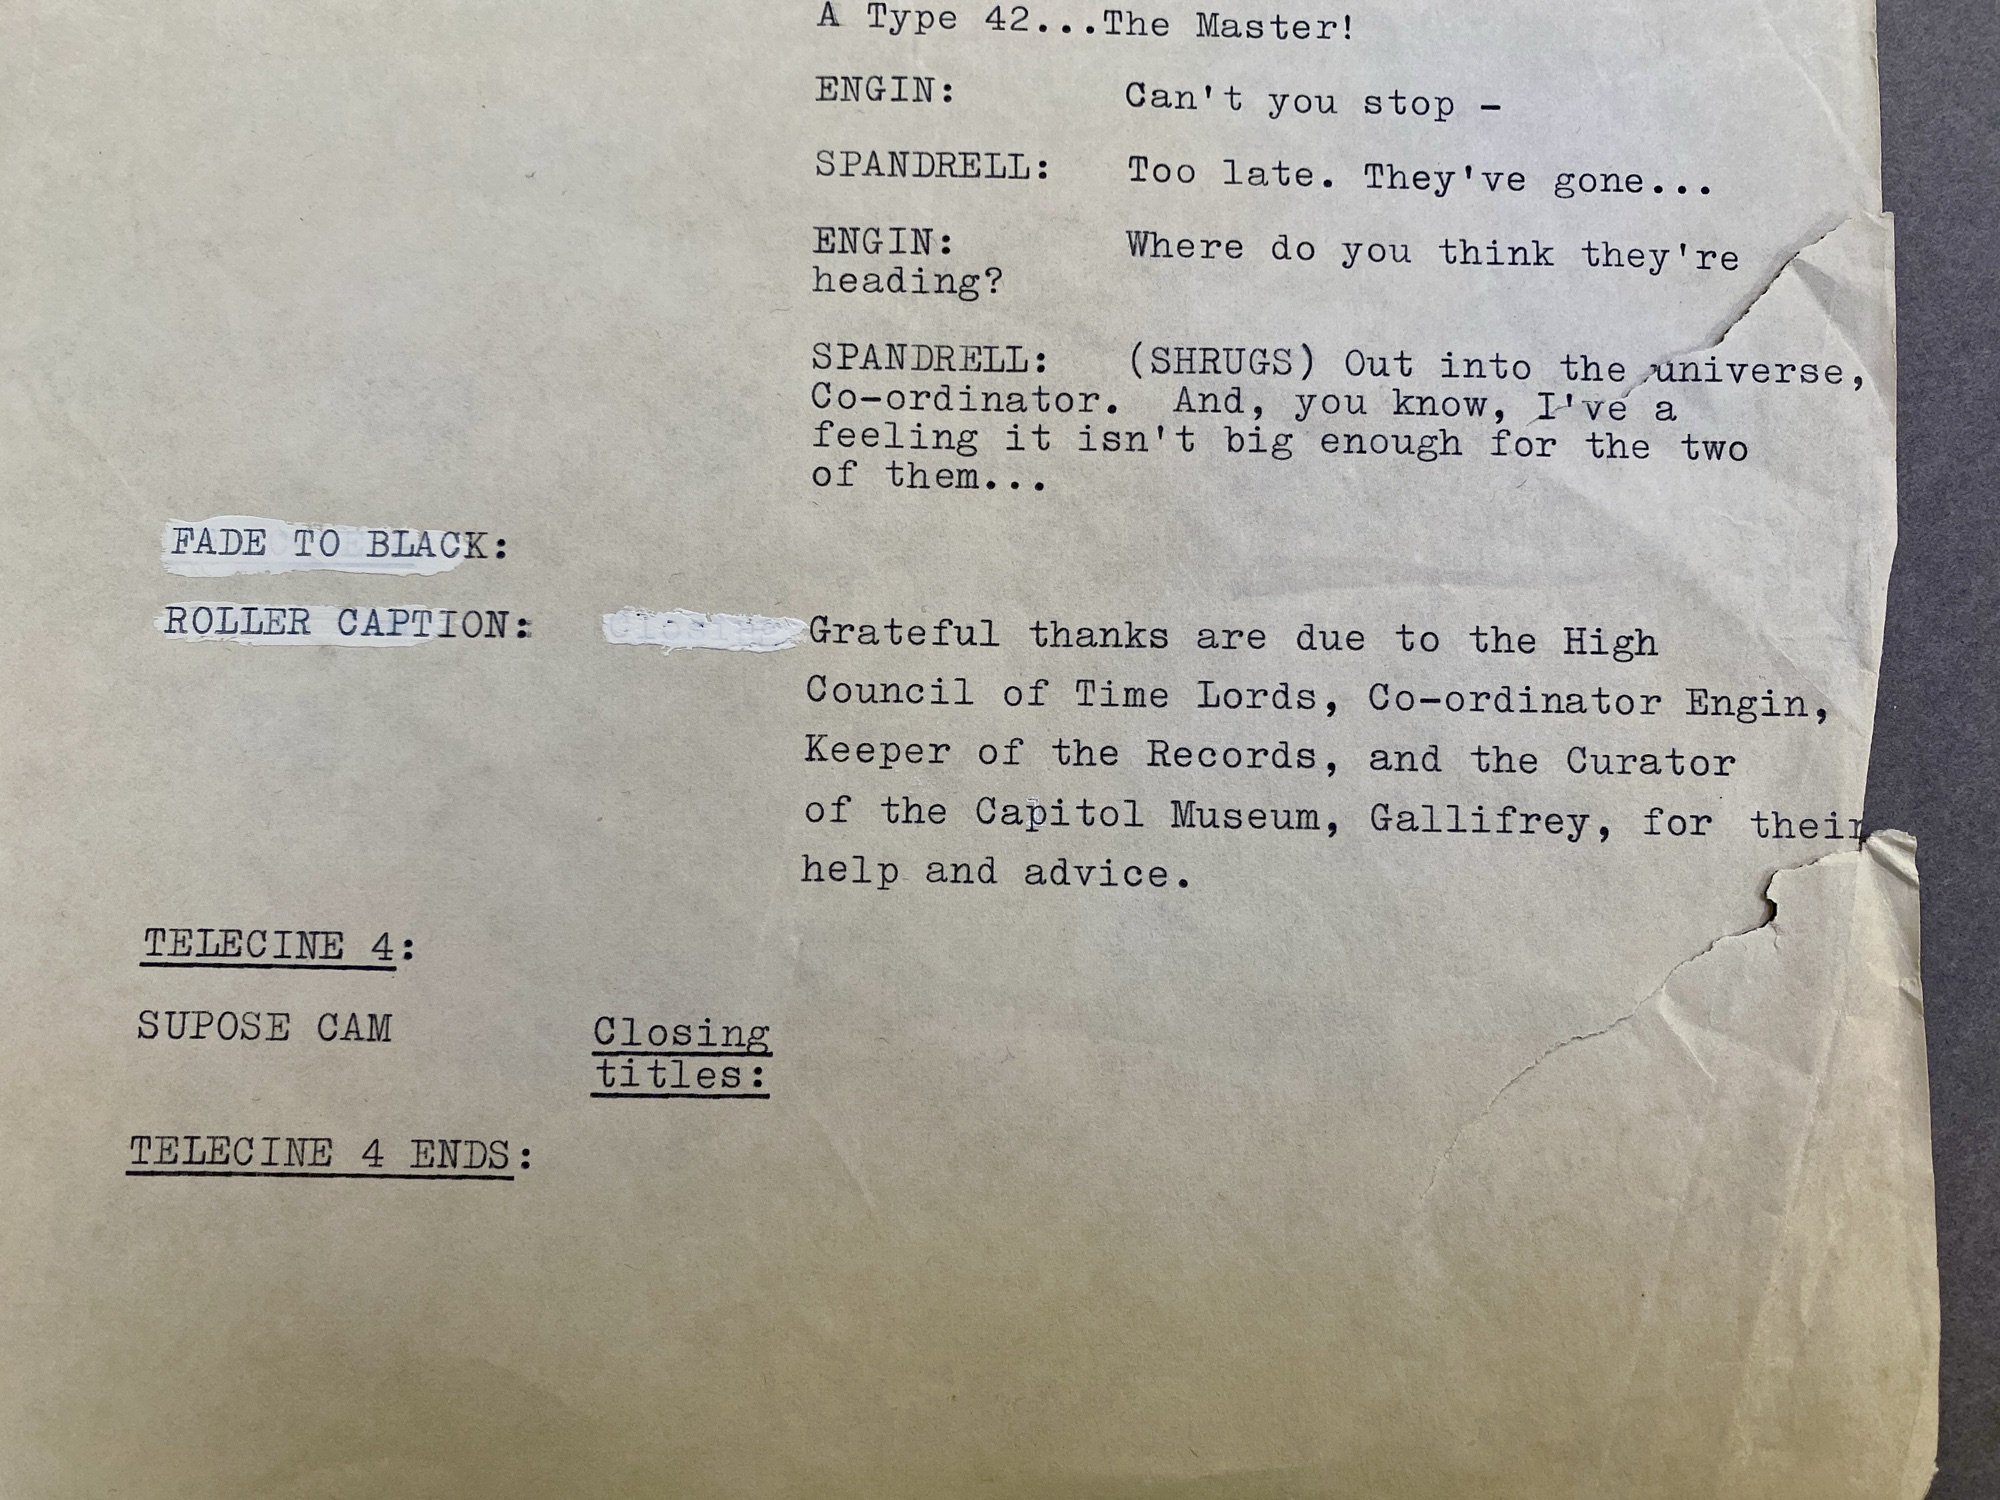 A Type 42...The Master!
ENGIN: Can't you stop -
SPANDRELL: Too late. They've gone...
ENGIN: Where do you think they're
heading?
SPANDRELL: (SHRUGS) Out into the universe,
Co-ordinator. And, you know, I've a
feeling it isn't big enough for the two
of them...
FADE TO BLACK:
ROLLER CAPTION: Closing Grateful thanks are due to the High
Council of Time Lords, Co-ordinator Engin,
Keeper of the Records, and the Curator
of the Capitol Museum, Gallifrey, for their
help and advice.
TELECINE 4:
SUPOSE CAM Closing
titles:
TELECINE 4 ENDS: